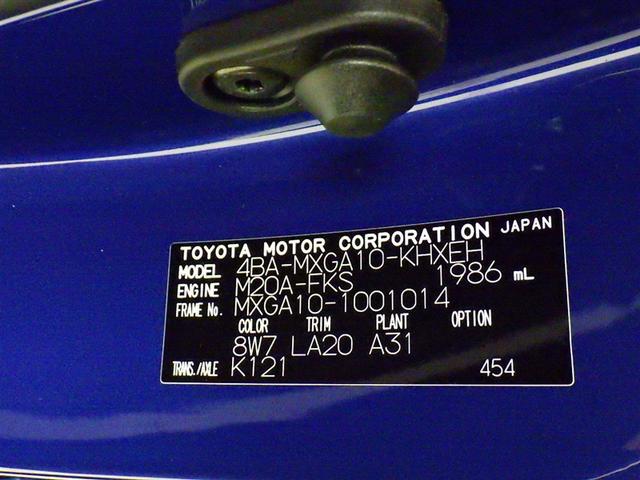 TOYOTA MOTOR CORPORATION JAPAN
MODEL 4BA-MXGA10-KHXEH
ENGINE M20A-FKS 1986 mL
FRAME No. MXGA10-1001014
COLOR TRIM PLANT OPTION
8W7 LA20 A31
TRANS./AXLE K121 454